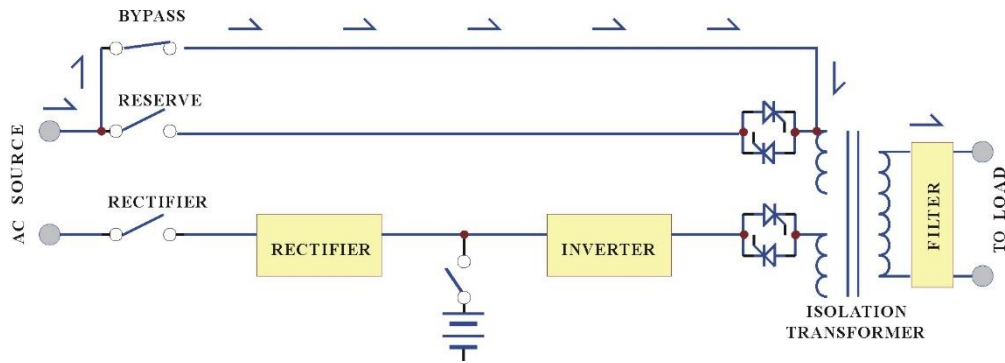 BYPASS
RESERVE
AC SOURCE
RECTIFIER
RECTIFIER
INVERTER
FILTER
TO LOAD
ISOLATION
TRANSFORMER